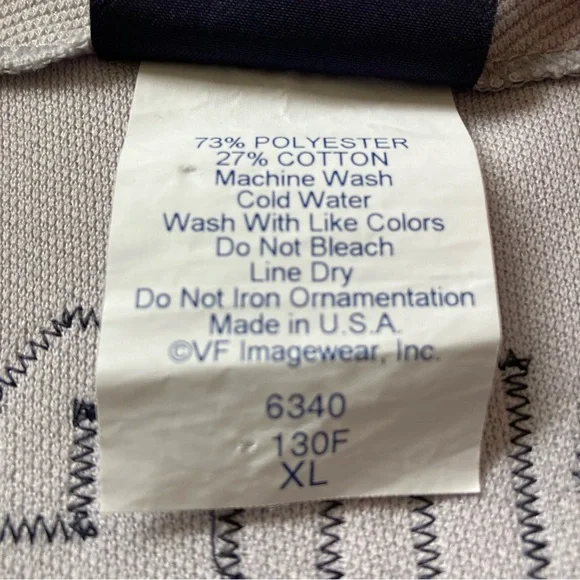 73% POLYESTER
27% COTTON
Machine Wash
Cold Water
Wash With Like Colors
Do Not Bleach
Line Dry
Do Not Iron Ornamentation
Made in U.S.A.
©VF Imagewear, Inc.
6340
130F
XL